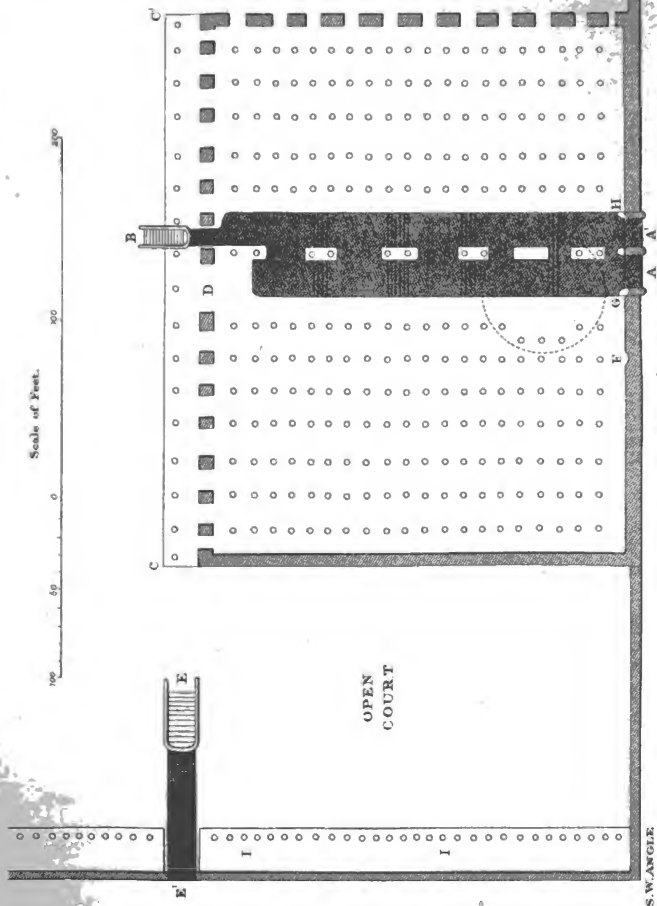 Scale of Feet.
100 50 0 100 200
C
C'
B
D
H
A'
A
G
F
E
E'
OPEN
COURT
I
I
S.W. ANGLE